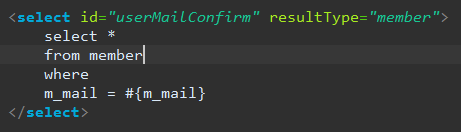 <select id="userMailConfirm" resultType="member">
select *
from member
where
m_mail = #{m_mail}
</select>